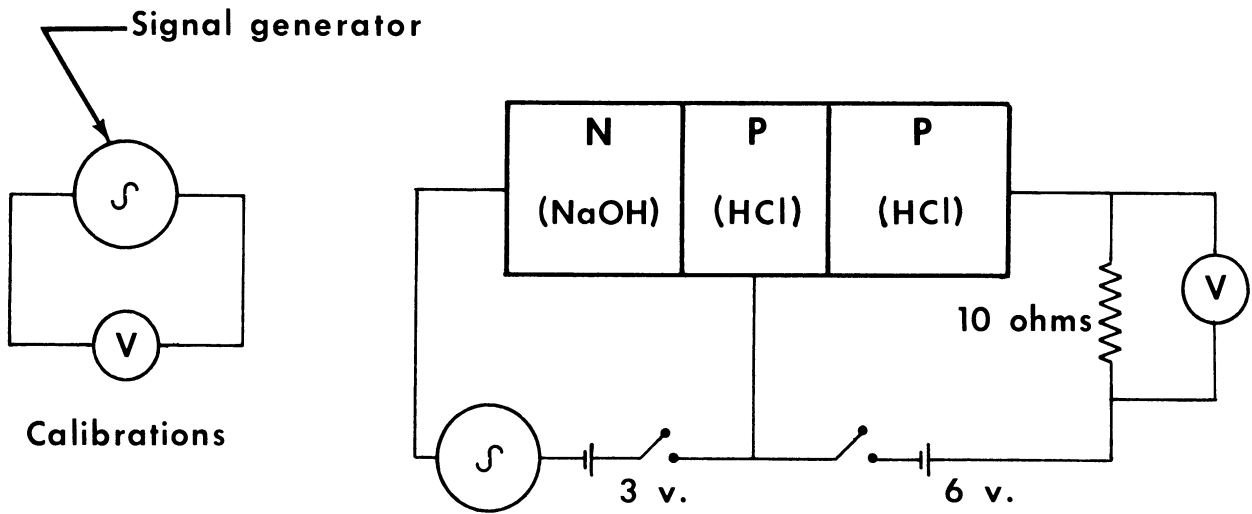 Signal generator
V
Calibrations
N P P
(NaOH) (HCl) (HCl)
10 ohms
V
3 v.
6 v.